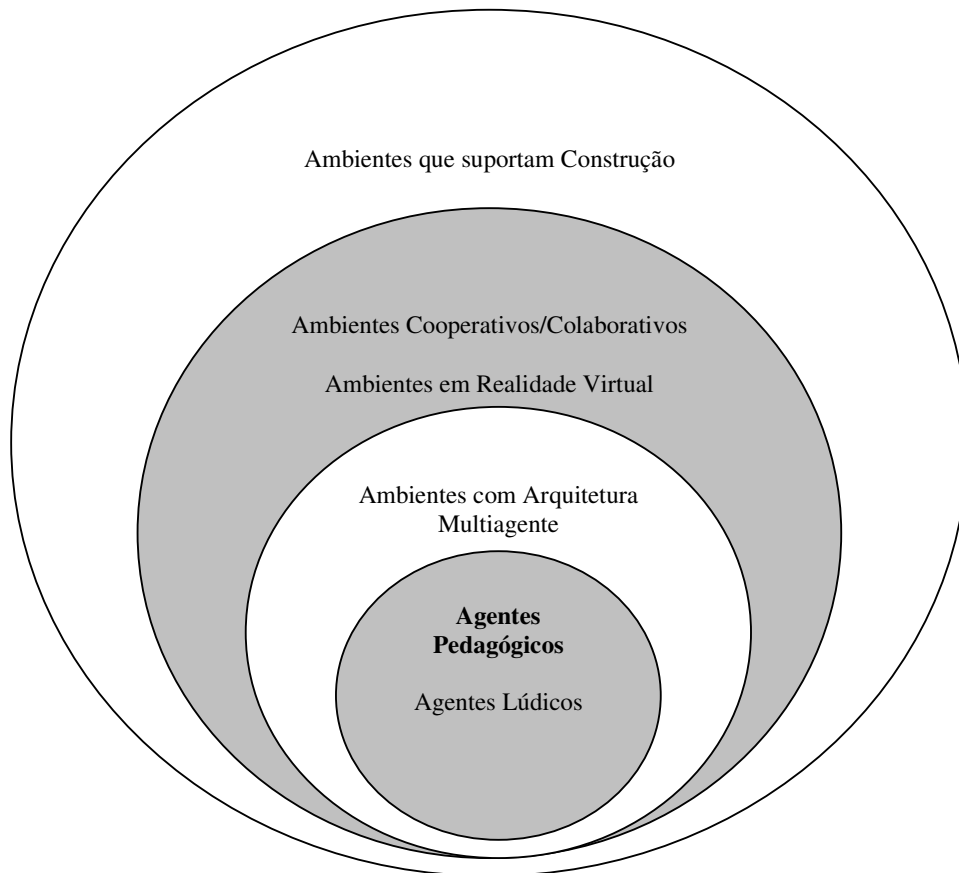 Ambientes que suportam Construção
Ambientes Cooperativos/Colaborativos
Ambientes em Realidade Virtual
Ambientes com Arquitetura
Multiagente
Agentes
Pedagógicos
Agentes Lúdicos